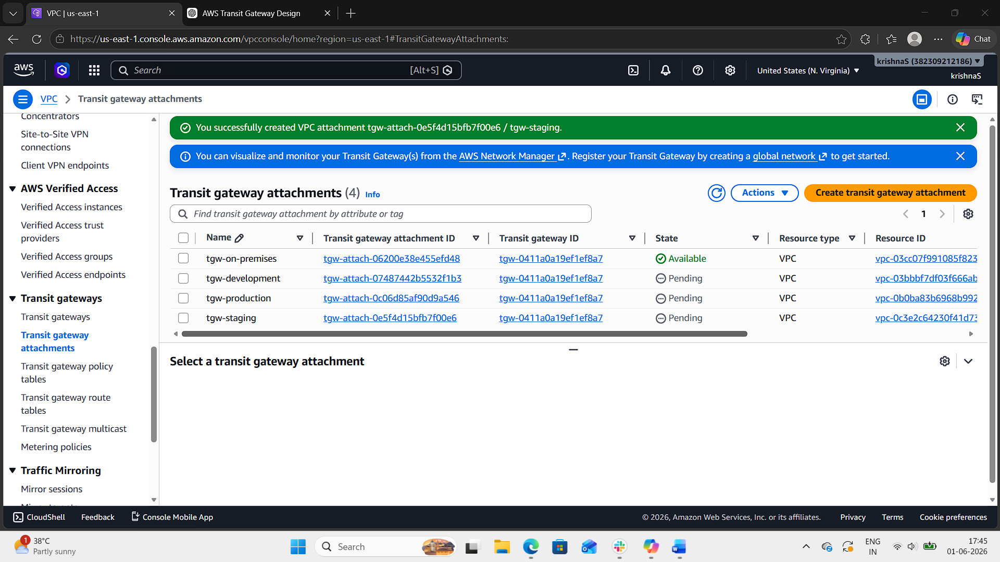 VPC | us-east-1
AWS Transit Gateway Design
https://us-east-1.console.aws.amazon.com/vpcconsole/home?region=us-east-1#TransitGatewayAttachments:
Chat
aws
Search
[Alt+S]
United States (N. Virginia)
krishnaS (382309212186)
krishnaS
VPC
Transit gateway attachments
Concentrators
Site-to-Site VPN
connections
Client VPN endpoints
AWS Verified Access
Verified Access instances
Verified Access trust
providers
Verified Access groups
Verified Access endpoints
Transit gateways
Transit gateways
Transit gateway
attachments
Transit gateway policy
tables
Transit gateway route
tables
Transit gateway multicast
Metering policies
Traffic Mirroring
Mirror sessions
You successfully created VPC attachment tgw-attach-0e5f4d15bfb7f00e6 / tgw-staging.
You can visualize and monitor your Transit Gateway(s) from the AWS Network Manager . Register your Transit Gateway by creating a global network to get started.
Transit gateway attachments (4) Info
Actions
Create transit gateway attachment
Find transit gateway attachment by attribute or tag
1
Name Transit gateway attachment ID Transit gateway ID State Resource type Resource ID
tgw-on-premises tgw-attach-06200e38e455efd48 tgw-0411a0a19ef1ef8a7 Available VPC vpc-03cc07f991085f823
tgw-development tgw-attach-07487442b5532f1b3 tgw-0411a0a19ef1ef8a7 Pending VPC vpc-03bbbf7df03f666ab
tgw-production tgw-attach-0c06d85af90d9a546 tgw-0411a0a19ef1ef8a7 Pending VPC vpc-0b0ba83b6968b992
tgw-staging tgw-attach-0e5f4d15bfb7f00e6 tgw-0411a0a19ef1ef8a7 Pending VPC vpc-0c3e2c64230f41d73
Select a transit gateway attachment
CloudShell
Feedback
Console Mobile App
© 2026, Amazon Web Services, Inc. or its affiliates.
Privacy
Terms
Cookie preferences
1
38°C
Partly sunny
Search
ENG
IN
17:45
01-06-2026